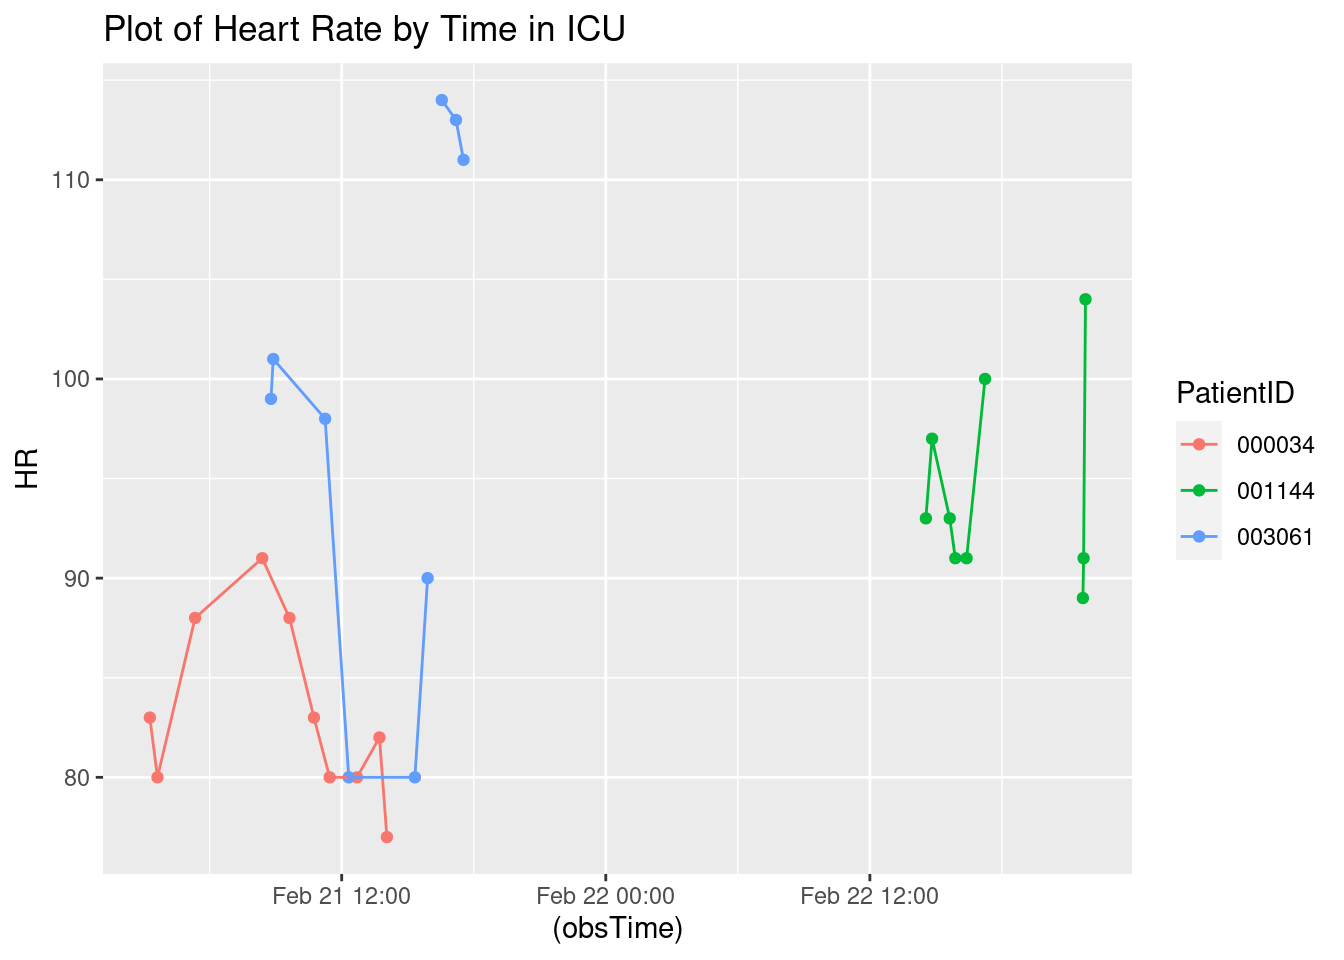 Plot of Heart Rate by Time in ICU
110
100
90
80
HR
Feb 21 12:00
Feb 22 00:00
Feb 22 12:00
(obsTime)
PatientID
000034
001144
003061